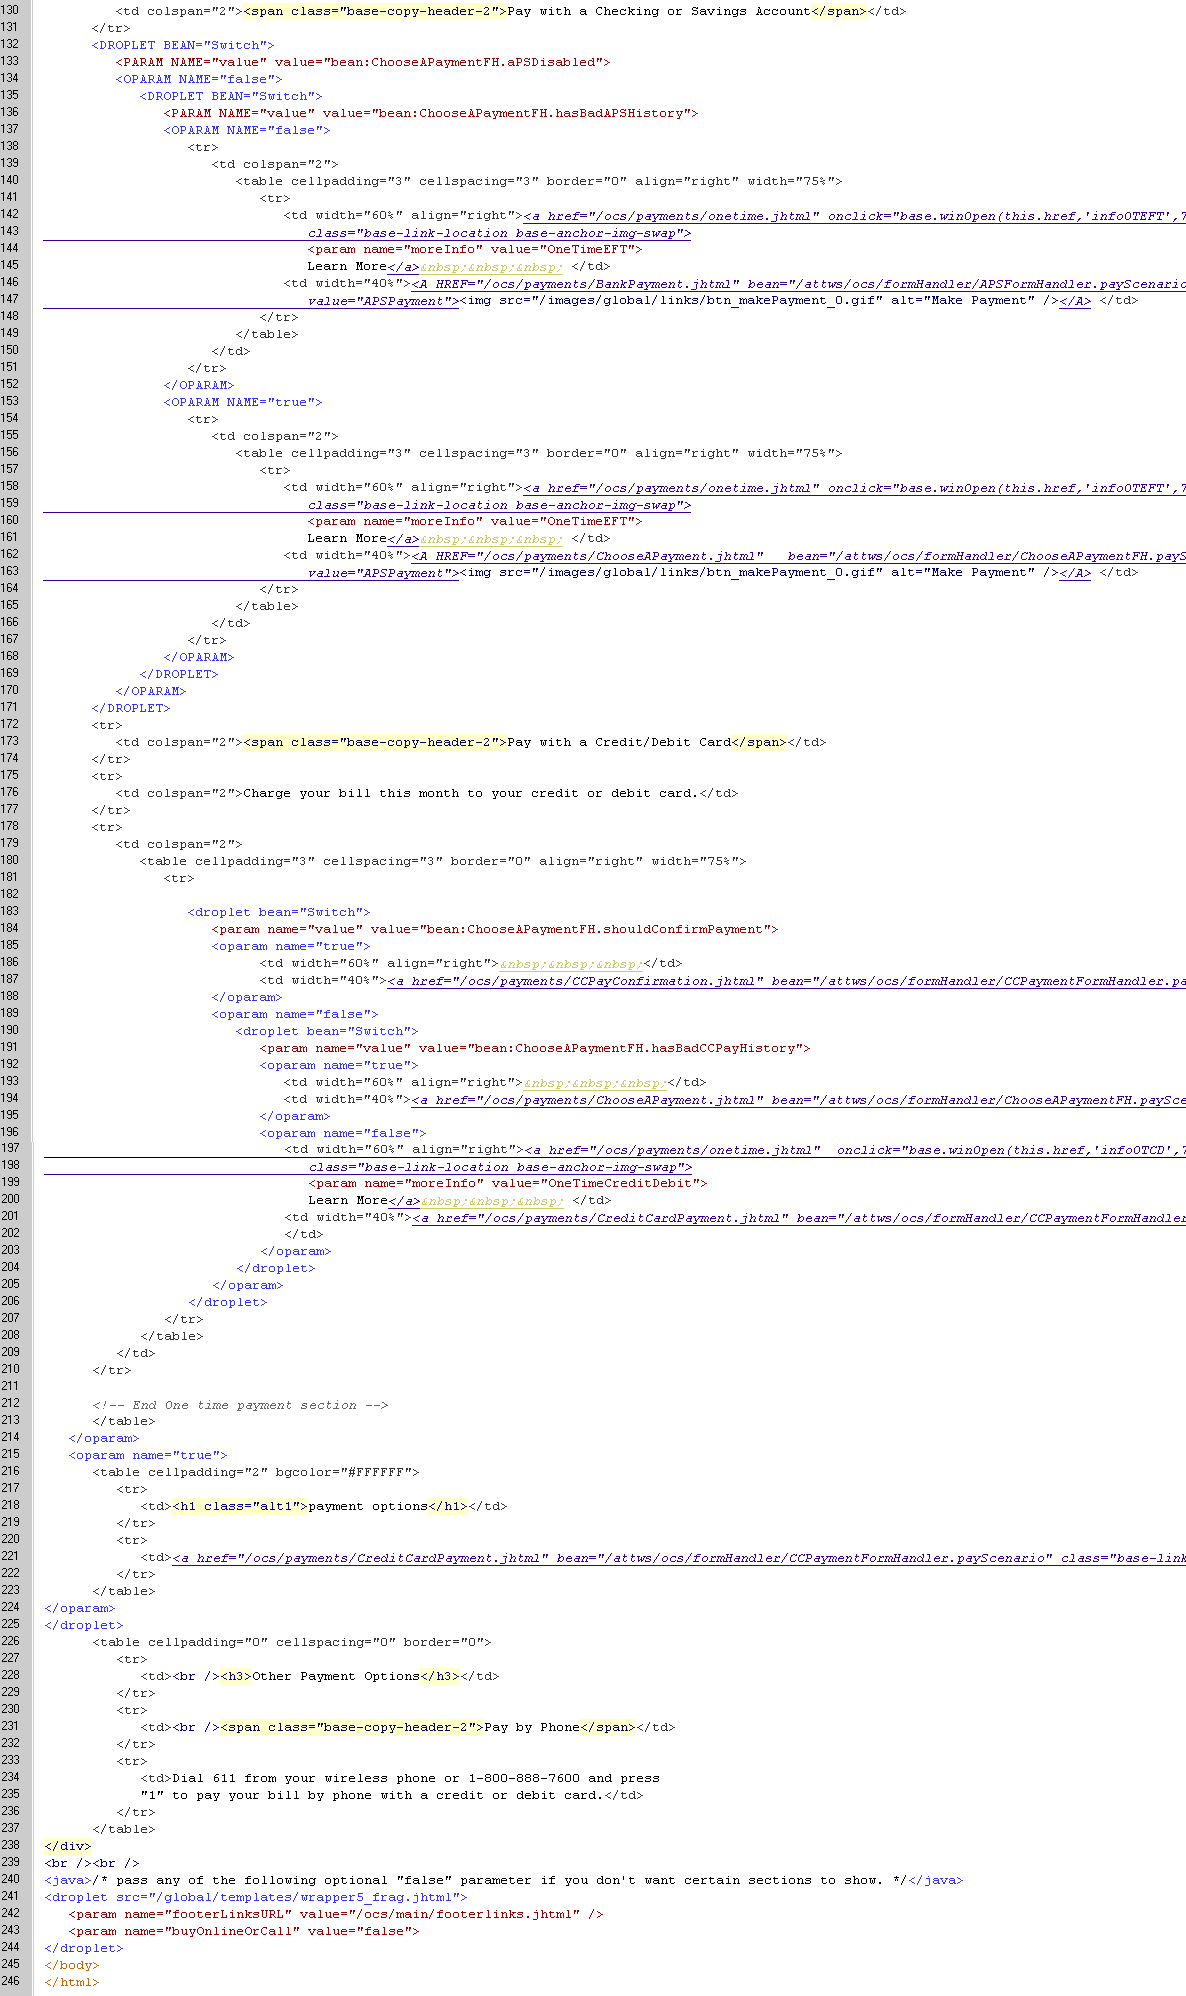 130 <td colspan="2"><span class="base-copy-header-2">Pay with a Checking or Savings Account</span></td>
131 </tr>
132 <DROPLET BEAN="Switch">
133 <PARAM NAME="value" value="bean:ChooseAPaymentFH.aPSDisabled">
134 <OPARAM NAME="false">
135 <DROPLET BEAN="Switch">
136 <PARAM NAME="value" value="bean:ChooseAPaymentFH.hasBadAPSHistory">
137 <OPARAM NAME="false">
138 <tr>
139 <td colspan="2">
140 <table cellpadding="3" cellspacing="3" border="0" align="right" width="75%">
141 <tr>
142 <td width="60%" align="right"><a href="/ocs/payments/onetime.jhtml" onclick="base.winOpen(this.href,'infoOTEFT',7
143 class="base-link-location base-anchor-img-swap">
144 <param name="moreInfo" value="OneTimeEFT">
145 Learn More</a>&nbsp;&nbsp;&nbsp; </td>
146 <td width="40%"><A HREF="/ocs/payments/BankPayment.jhtml" bean="/attws/ocs/formHandler/APSFormHandler.payScenario
147 value="APSPayment"><img src="/images/global/links/btn_makePayment_0.gif" alt="Make Payment" /></A> </td>
148 </tr>
149 </table>
150 </td>
151 </tr>
152 </OPARAM>
153 <OPARAM NAME="true">
154 <tr>
155 <td colspan="2">
156 <table cellpadding="3" cellspacing="3" border="0" align="right" width="75%">
157 <tr>
158 <td width="60%" align="right"><a href="/ocs/payments/onetime.jhtml" onclick="base.winOpen(this.href,'infoOTEFT',7
159 class="base-link-location base-anchor-img-swap">
160 <param name="moreInfo" value="OneTimeEFT">
161 Learn More</a>&nbsp;&nbsp;&nbsp; </td>
162 <td width="40%"><A HREF="/ocs/payments/ChooseAPayment.jhtml" bean="/attws/ocs/formHandler/ChooseAPaymentFH.payS
163 value="APSPayment"><img src="/images/global/links/btn_makePayment_0.gif" alt="Make Payment" /></A> </td>
164 </tr>
165 </table>
166 </td>
167 </tr>
168 </OPARAM>
169 </DROPLET>
170 </OPARAM>
171 </DROPLET>
172 <tr>
173 <td colspan="2"><span class="base-copy-header-2">Pay with a Credit/Debit Card</span></td>
174 </tr>
175 <tr>
176 <td colspan="2">Charge your bill this month to your credit or debit card.</td>
177 </tr>
178 <tr>
179 <td colspan="2">
180 <table cellpadding="3" cellspacing="3" border="0" align="right" width="75%">
181 <tr>
182
183 <droplet bean="Switch">
184 <param name="value" value="bean:ChooseAPaymentFH.shouldConfirmPayment">
185 <oparam name="true">
186 <td width="60%" align="right">&nbsp;&nbsp;&nbsp;</td>
187 <td width="40%"><a href="/ocs/payments/CCPayConfirmation.jhtml" bean="/attws/ocs/formHandler/CCPaymentFormHandler.pa
188 </oparam>
189 <oparam name="false">
190 <droplet bean="Switch">
191 <param name="value" value="bean:ChooseAPaymentFH.hasBadCCPayHistory">
192 <oparam name="true">
193 <td width="60%" align="right">&nbsp;&nbsp;&nbsp;</td>
194 <td width="40%"><a href="/ocs/payments/ChooseAPayment.jhtml" bean="/attws/ocs/formHandler/ChooseAPaymentFH.paySce
195 </oparam>
196 <oparam name="false">
197 <td width="60%" align="right"><a href="/ocs/payments/onetime.jhtml" onclick="base.winOpen(this.href,'infoOTCD',7
198 class="base-link-location base-anchor-img-swap">
199 <param name="moreInfo" value="OneTimeCreditDebit">
200 Learn More</a>&nbsp;&nbsp;&nbsp; </td>
201 <td width="40%"><a href="/ocs/payments/CreditCardPayment.jhtml" bean="/attws/ocs/formHandler/CCPaymentFormHandler
202 </td>
203 </oparam>
204 </droplet>
205 </oparam>
206 </droplet>
207 </tr>
208 </table>
209 </td>
210 </tr>
211
212 <!-- End One time payment section -->
213 </table>
214 </oparam>
215 <oparam name="true">
216 <table cellpadding="2" bgcolor="#FFFFFF">
217 <tr>
218 <td><h1 class="alt1">payment options</h1></td>
219 </tr>
220 <tr>
221 <td><a href="/ocs/payments/CreditCardPayment.jhtml" bean="/attws/ocs/formHandler/CCPaymentFormHandler.payScenario" class="base-link
222 </tr>
223 </table>
224 </oparam>
225 </droplet>
226 <table cellpadding="0" cellspacing="0" border="0">
227 <tr>
228 <td><br /><h3>Other Payment Options</h3></td>
229 </tr>
230 <tr>
231 <td><br /><span class="base-copy-header-2">Pay by Phone</span></td>
232 </tr>
233 <tr>
234 <td>Dial 611 from your wireless phone or 1-800-888-7600 and press
235 "1" to pay your bill by phone with a credit or debit card.</td>
236 </tr>
237 </table>
238 </div>
239 <br /><br />
240 <java>/* pass any of the following optional "false" parameter if you don't want certain sections to show. */</java>
241 <droplet src="/global/templates/wrapper5_frag.jhtml">
242 <param name="footerLinksURL" value="/ocs/main/footerlinks.jhtml" />
243 <param name="buyOnlineOrCall" value="false">
244 </droplet>
245 </body>
246 </html>